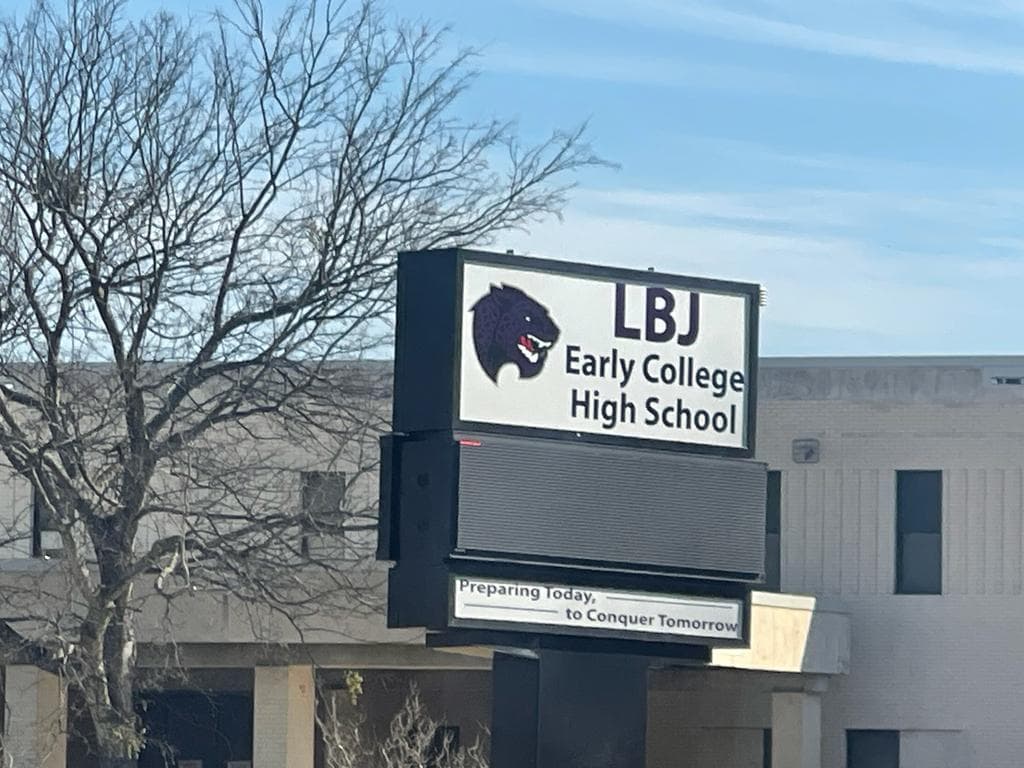 LBJ
Early College
High School
Preparing Today,
to Conquer Tomorrow